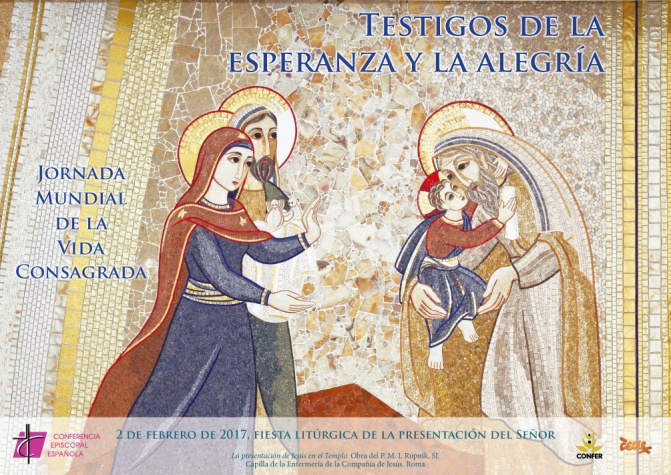 TESTIGOS DE LA
ESPERANZA Y LA ALEGRÍA
JORNADA
MUNDIAL
DE LA
VIDA
CONSAGRADA
CONFERENCIA
EPISCOPAL
ESPAÑOLA
2 DE FEBRERO DE 2017, FIESTA LITÚRGICA DE LA PRESENTACIÓN DEL SEÑOR
La presentación de Jesús en el Templo. Obra del P. M. I. Rupnik, SJ.
Capilla de la Enfermería de la Compañía de Jesús, Roma
CONFER